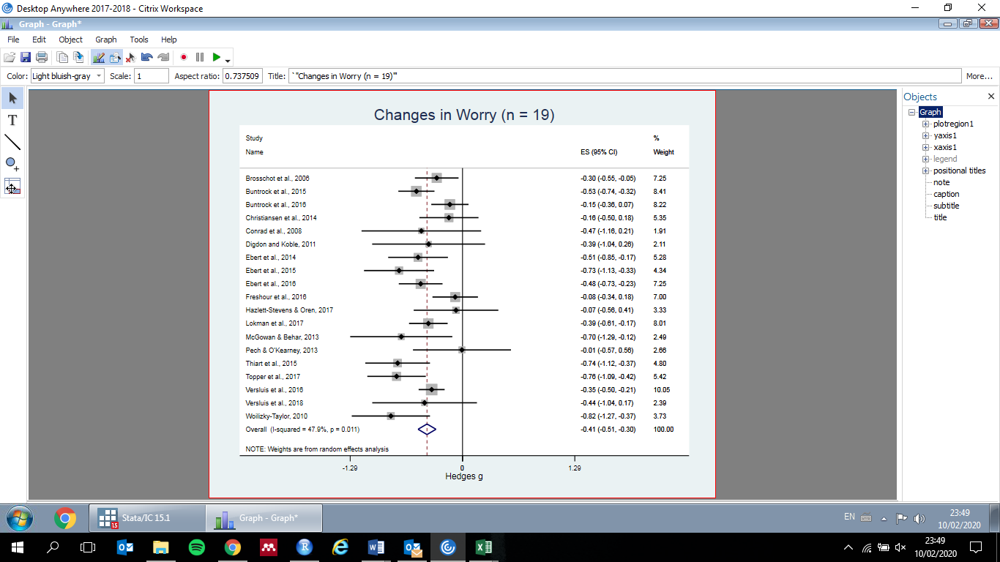 Desktop Anywhere 2017-2018 - Citrix Workspace
Graph - Graph*
File Edit Object Graph Tools Help
Color: Light bluish-gray Scale: 1 Aspect ratio: 0.737509 Title: `"Changes in Worry (n = 19)"' More...
Changes in Worry (n = 19)
Study %
Name ES (95% CI) Weight
Brosschot et al., 2006 -0.30 (-0.55, -0.05) 7.25
Buntrock et al., 2015 -0.53 (-0.74, -0.32) 8.41
Buntrock et al., 2016 -0.15 (-0.36, 0.07) 8.22
Christiansen et al., 2014 -0.16 (-0.50, 0.18) 5.35
Conrad et al., 2008 -0.47 (-1.16, 0.21) 1.91
Digdon and Koble, 2011 -0.39 (-1.04, 0.26) 2.11
Ebert et al., 2014 -0.51 (-0.85, -0.17) 5.28
Ebert et al., 2015 -0.73 (-1.13, -0.33) 4.34
Ebert et al., 2016 -0.48 (-0.73, -0.23) 7.25
Freshour et al., 2016 -0.08 (-0.34, 0.18) 7.00
Hazlett-Stevens & Oren, 2017 -0.07 (-0.56, 0.41) 3.33
Lokman et al., 2017 -0.39 (-0.61, -0.17) 8.01
McGowan & Behar, 2013 -0.70 (-1.29, -0.12) 2.49
Pech & O'Kearney, 2013 -0.01 (-0.57, 0.56) 2.66
Thiart et al., 2015 -0.74 (-1.12, -0.37) 4.80
Topper et al., 2017 -0.76 (-1.09, -0.42) 5.42
Versluis et al., 2016 -0.35 (-0.50, -0.21) 10.05
Versluis et al., 2018 -0.44 (-1.04, 0.17) 2.39
Woilizky-Taylor, 2010 -0.82 (-1.27, -0.37) 3.73
Overall (I-squared = 47.9%, p = 0.011) -0.41 (-0.51, -0.30) 100.00
NOTE: Weights are from random effects analysis
-1.29 0 1.29
Hedges g
Objects
Graph
plotregion1
yaxis1
xaxis1
legend
positional titles
note
caption
subtitle
title
15 Stata/IC 15.1 Graph - Graph* EN 23:49
10/02/2020
23:49
10/02/2020